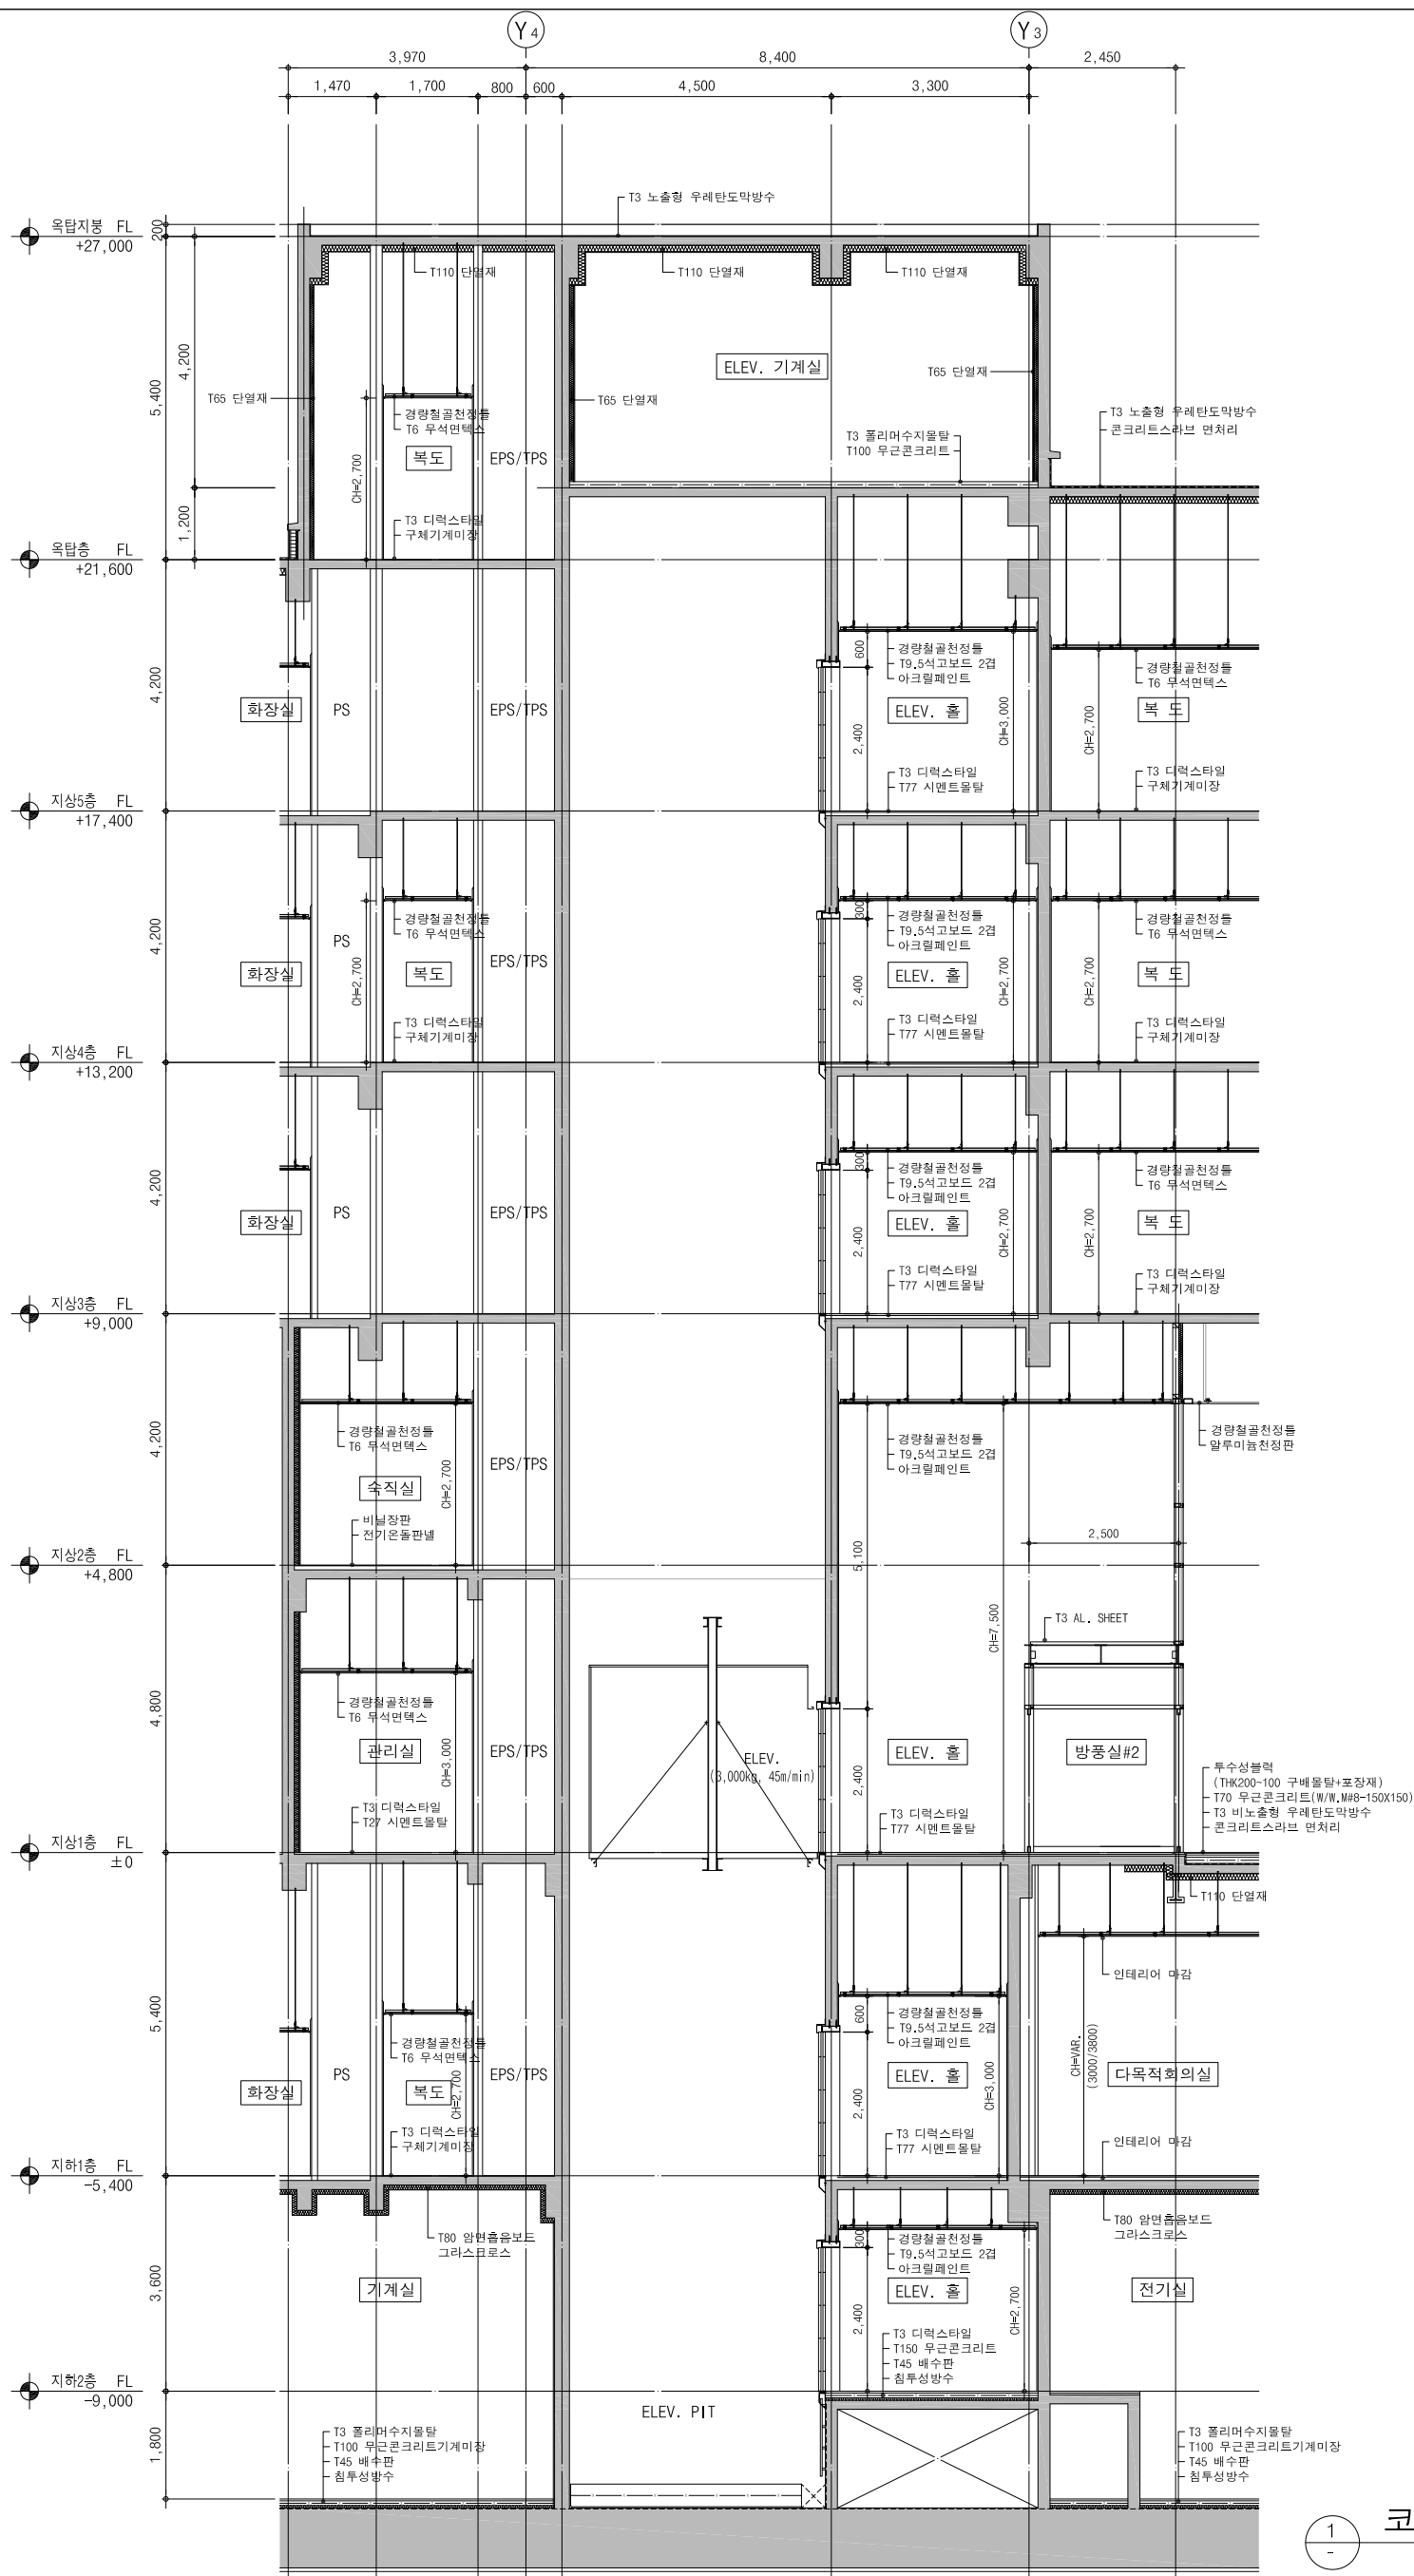 Y4
Y3
3,970
8,400
2,450
1,470
1,700
800
600
4,500
3,300
T3 노출형 우레탄도막방수
옥탑지붕 FL
+27,000
200
T110 단열재
T110 단열재
T110 단열재
4,200
5,400
ELEV. 기계실
T65 단열재
T65 단열재
T65 단열재
경량철골천정틀
T6 무석면텍스
T3 노출형 우레탄도막방수
콘크리트스라브 면처리
T3 폴리머수지몰탈
T100 무근콘크리트
복도
EPS/TPS
CH=2,700
1,200
T3 디럭스타일
구체기계미장
옥탑층 FL
+21,600
4,200
600
경량철골천정틀
T9.5석고보드 2겹
아크릴페인트
경량철골천정틀
T6 무석면텍스
화장실
PS
EPS/TPS
ELEV. 홀
복 도
2,400
CH=3,000
CH=2,700
T3 디럭스타일
T77 시멘트몰탈
T3 디럭스타일
구체기계미장
지상5층 FL
+17,400
4,200
경량철골천정틀
T6 무석면텍스
300
경량철골천정틀
T9.5석고보드 2겹
아크릴페인트
경량철골천정틀
T6 무석면텍스
화장실
PS
복도
EPS/TPS
ELEV. 홀
복 도
CH=2,700
2,400
CH=2,700
CH=2,700
T3 디럭스타일
구체기계미장
T3 디럭스타일
T77 시멘트몰탈
T3 디럭스타일
구체기계미장
지상4층 FL
+13,200
4,200
300
경량철골천정틀
T9.5석고보드 2겹
아크릴페인트
경량철골천정틀
T6 무석면텍스
화장실
PS
EPS/TPS
ELEV. 홀
복 도
2,400
CH=2,700
CH=2,700
T3 디럭스타일
T77 시멘트몰탈
T3 디럭스타일
구체기계미장
지상3층 FL
+9,000
4,200
경량철골천정틀
T6 무석면텍스
경량철골천정틀
T9.5석고보드 2겹
아크릴페인트
경량철골천정틀
알루미늄천정판
숙직실
EPS/TPS
CH=2,700
비닐장판
전기온돌판넬
5,100
2,500
지상2층 FL
+4,800
CH=7,500
T3 AL. SHEET
4,800
경량철골천정틀
T6 무석면텍스
관리실
EPS/TPS
CH=3,000
ELEV.
(3,000kg, 45m/min)
ELEV. 홀
방풍실#2
2,400
T3 디럭스타일
T27 시멘트몰탈
T3 디럭스타일
T77 시멘트몰탈
투수성블럭
(THK200~100 구배몰탈+포장재)
T70 무근콘크리트(W/W.M#8-150X150)
T3 비노출형 우레탄도막방수
콘크리트스라브 면처리
지상1층 FL
±0
T110 단열재
인테리어 마감
5,400
경량철골천정틀
T6 무석면텍스
600
경량철골천정틀
T9.5석고보드 2겹
아크릴페인트
화장실
PS
복도
EPS/TPS
ELEV. 홀
다목적회의실
CH=2,700
2,400
CH=3,000
CH=VAR.
(3000/3800)
T3 디럭스타일
구체기계미장
T3 디럭스타일
T77 시멘트몰탈
인테리어 마감
지하1층 FL
-5,400
T80 암면흡음보드
그라스크로스
300
경량철골천정틀
T9.5석고보드 2겹
아크릴페인트
T80 암면흡음보드
그라스크로스
3,600
기계실
ELEV. 홀
전기실
2,400
CH=2,700
T3 디럭스타일
T150 무근콘크리트
T45 배수판
침투성방수
지하2층 FL
-9,000
ELEV. PIT
1,800
T3 폴리머수지몰탈
T100 무근콘크리트기계미장
T45 배수판
침투성방수
T3 폴리머수지몰탈
T100 무근콘크리트기계미장
T45 배수판
침투성방수
1
-
코